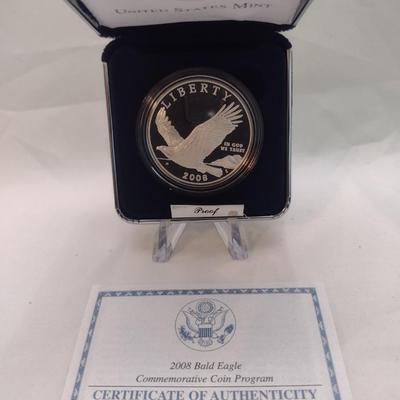 UNITED STATES MINT
LIBERTY
IN GOD
WE TRUST
2008
Proof
2008 Bald Eagle
Commemorative Coin Program
CERTIFICATE OF AUTHENTICITY